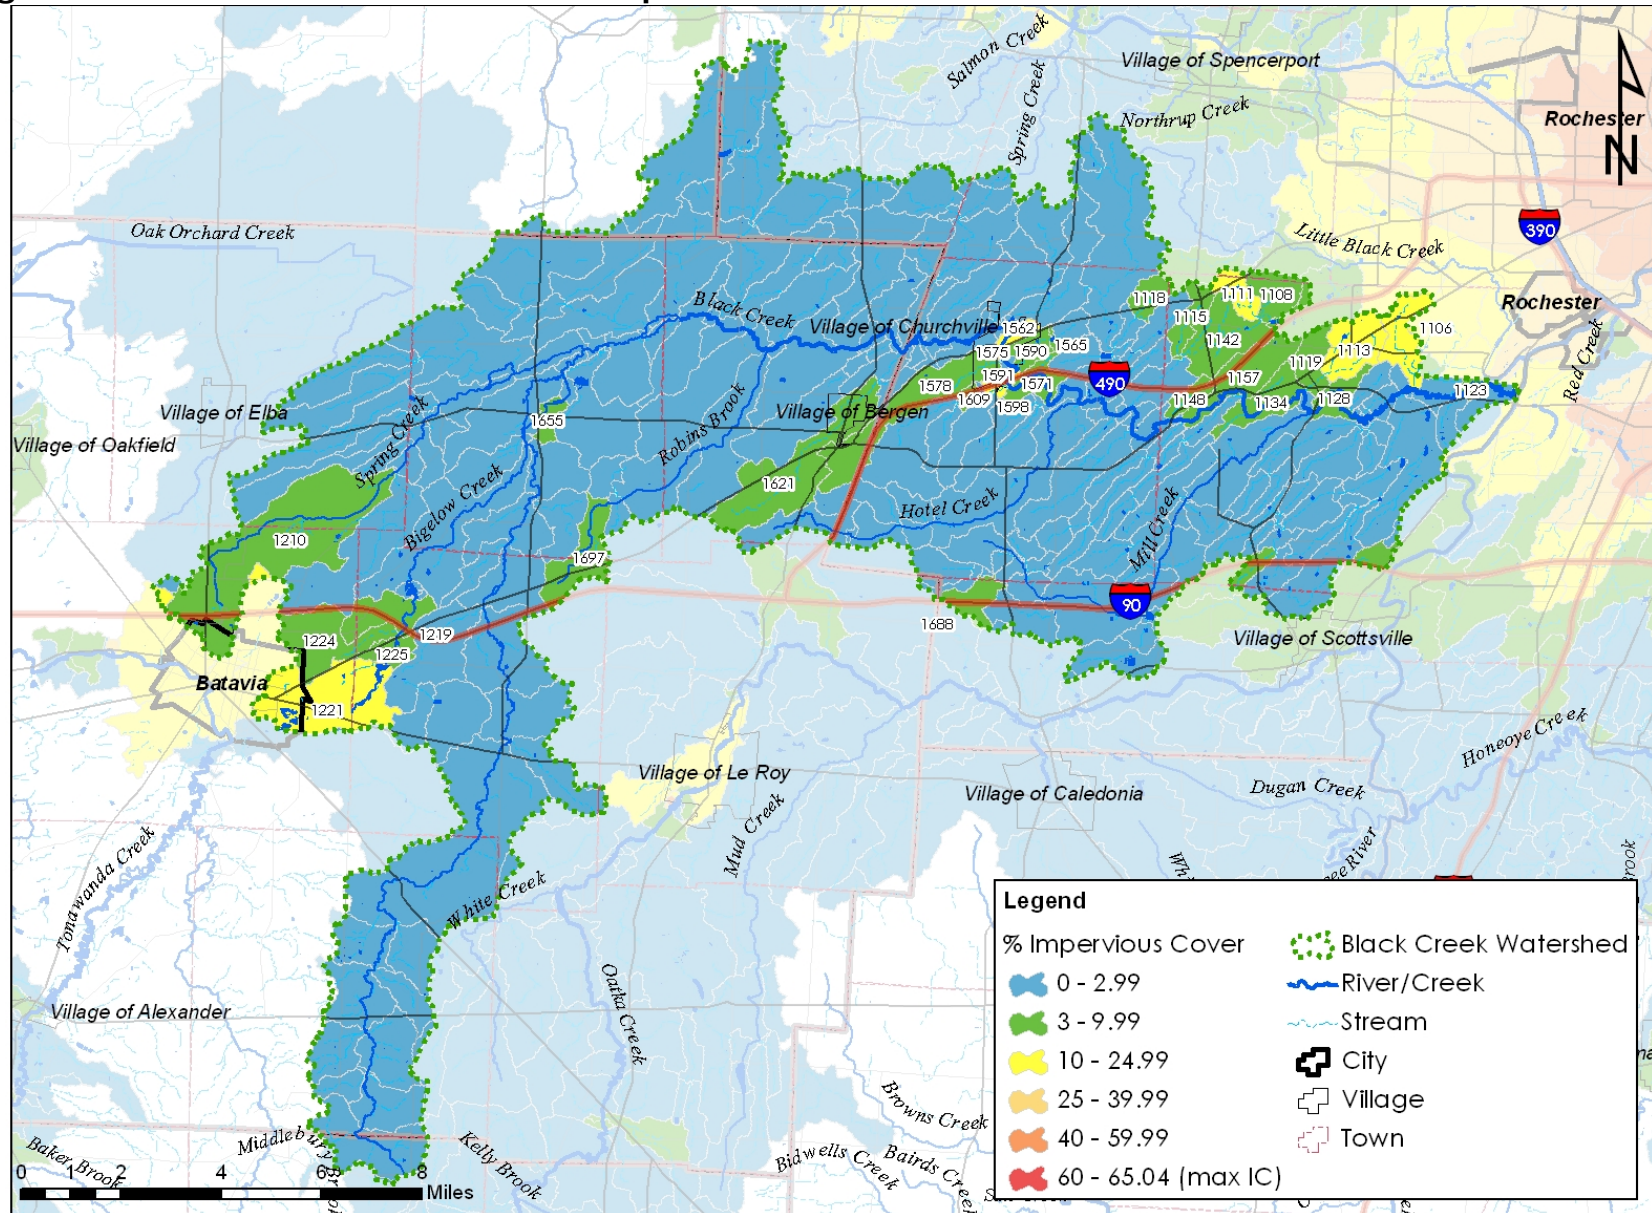 Salmon Creek
Village of Spencerport
Spring Creek
Northrup Creek
Rochester
N
Oak Orchard Creek
Little Black Creek
390
Rochester
Black Creek
Village of Churchville
1118
1111
1108
1115
1142
1106
1562
1575
1590
1565
1113
1119
1591
1571
490
1157
1578
1609
1598
1148
1134
1128
1123
Red Creek
Village of Elba
Village of Oakfield
Spring Creek
1655
Robins Brook
Village of Bergen
Bigelow Creek
1621
Hotel Creek
Mill Creek
1210
1697
90
1688
Village of Scottsville
1224
1219
1225
Batavia
1221
Honeoye Creek
Village of Le Roy
Village of Caledonia
Dugan Creek
Mud Creek
Tonawanda Creek
White Creek
Whi
ee River
brook
Oatka Creek
Village of Alexander
Browns Creek
Bidwells Creek
Bairds Creek
Baker Brook
Middlebury Brook
Kelly Brook
0 2 4 6 8 Miles
Legend
% Impervious Cover
0 - 2.99
3 - 9.99
10 - 24.99
25 - 39.99
40 - 59.99
60 - 65.04 (max IC)
Black Creek Watershed
River/Creek
Stream
City
Village
Town